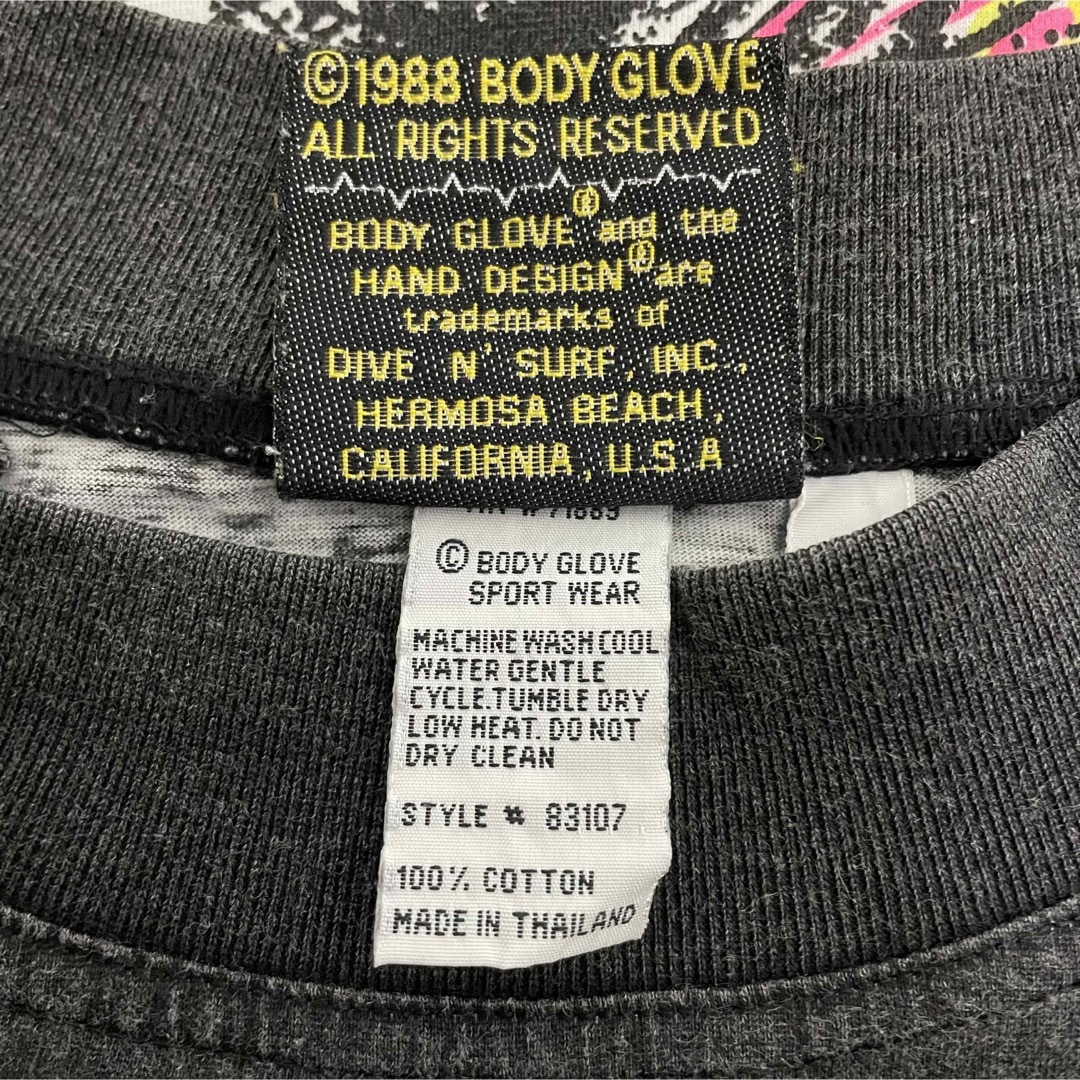 ©1988 BODY GLOVE
ALL RIGHTS RESERVED
BODY GLOVE® and the
HAND DESIGN® are
trademarks of
DIVE N' SURF, INC.,
HERMOSA BEACH,
CALIFORNIA, U.S.A
© BODY GLOVE
SPORT WEAR
MACHINE WASH COOL
WATER GENTLE
CYCLE.TUMBLE DRY
LOW HEAT. DO NOT
DRY CLEAN
STYLE # 83107
100% COTTON
MADE IN THAILAND